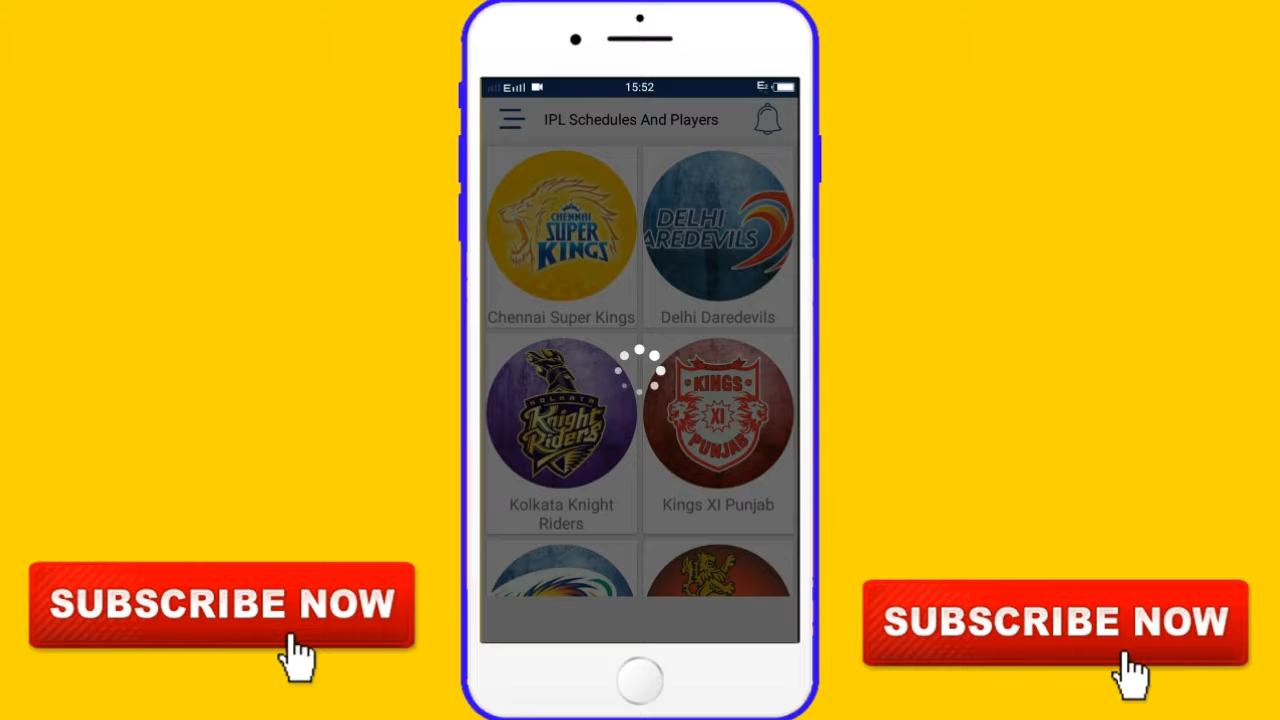 15:52
IPL Schedules And Players
CHENNAI
SUPER
KINGS
DELHI
AREDEVILS
Chennai Super Kings
Delhi Daredevils
KOLKATA
Knight
Riders
KINGS
XI
PUNJAB
Kolkata Knight
Riders
Kings XI Punjab
SUBSCRIBE NOW
SUBSCRIBE NOW